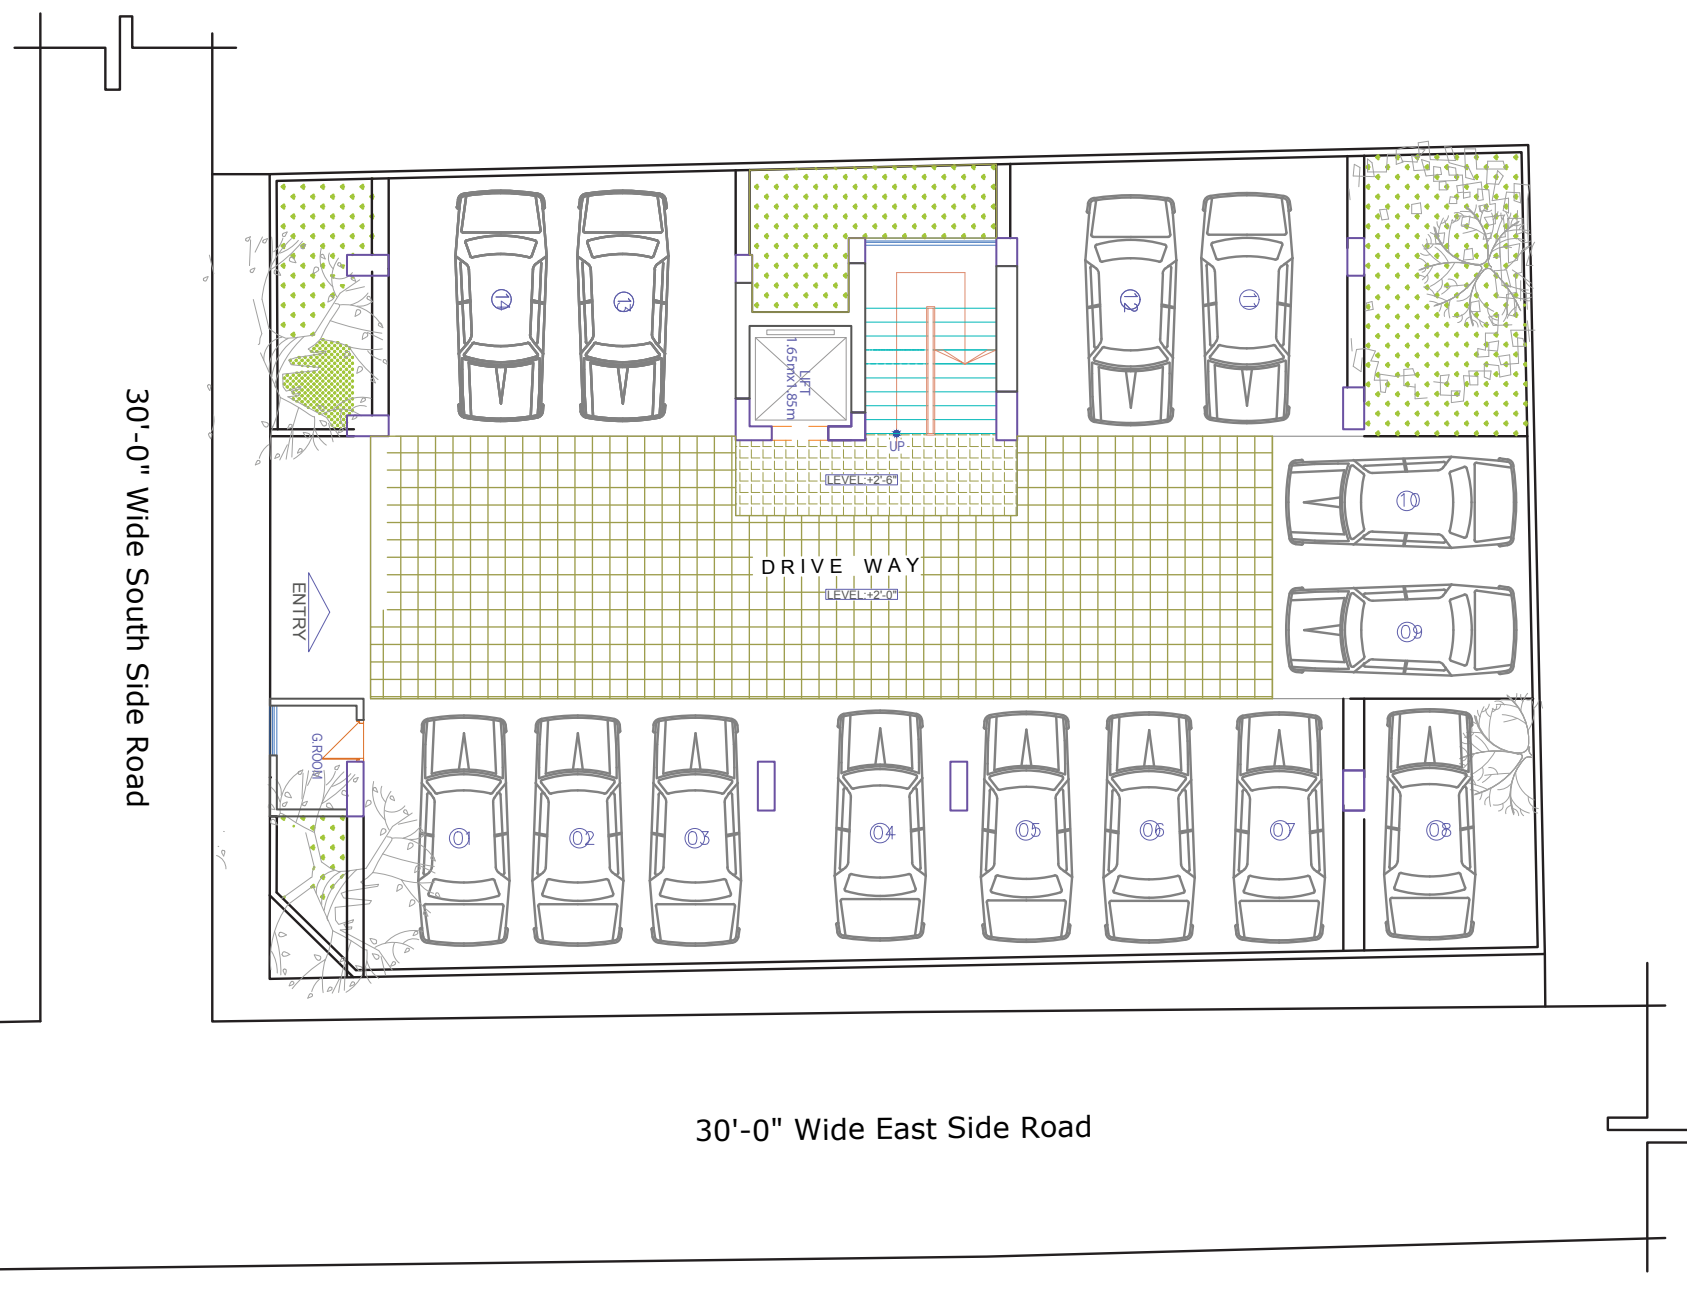 14
13
12
11
LIFT
1.65mx1.85m
UP
LEVEL:+2'-6"
10
DRIVE WAY
LEVEL:+2'-0"
09
ENTRY
30'-0" Wide South Side Road
G.ROOM
01
02
03
04
05
06
07
08
30'-0" Wide East Side Road